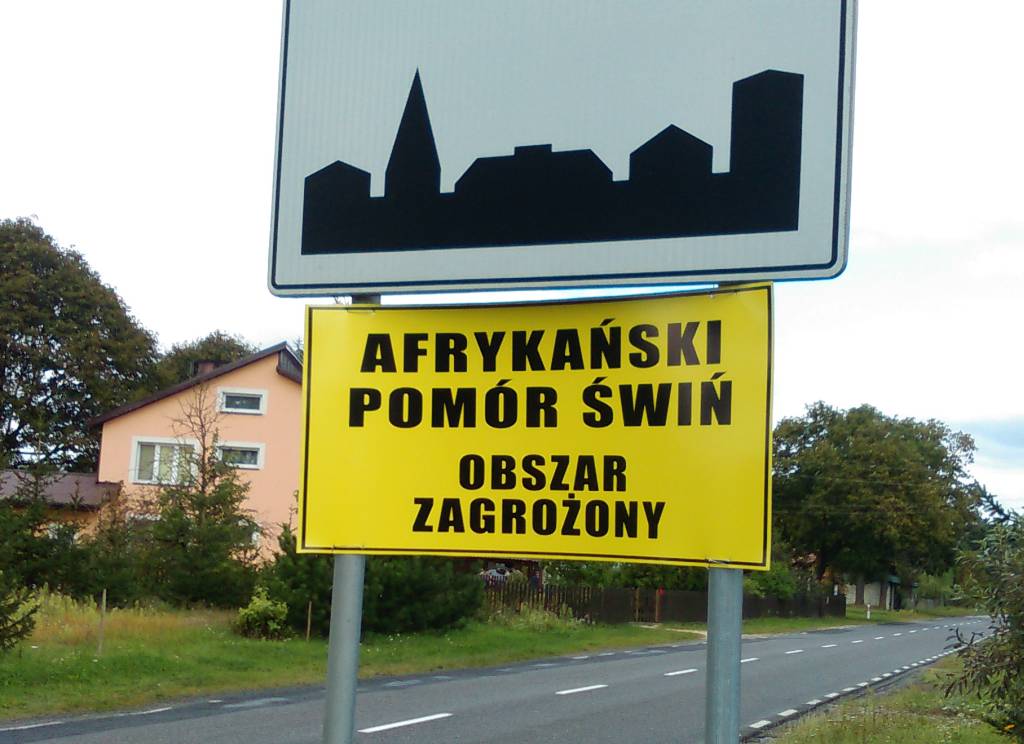 AFRYKAŃSKI
POMÓR ŚWIŃ
OBSZAR
ZAGROŻONY